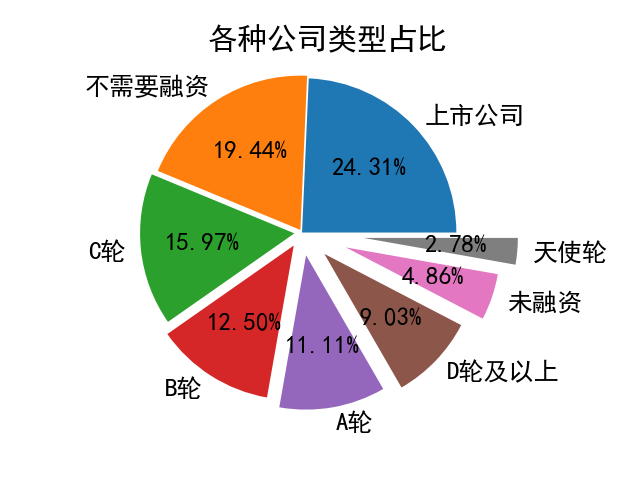 各种公司类型占比
不需要融资
上市公司
19.44%
24.31%
C轮
15.97%
2.78%
天使轮
4.86%
未融资
12.50%
9.03%
11.11%
B轮
D轮及以上
A轮